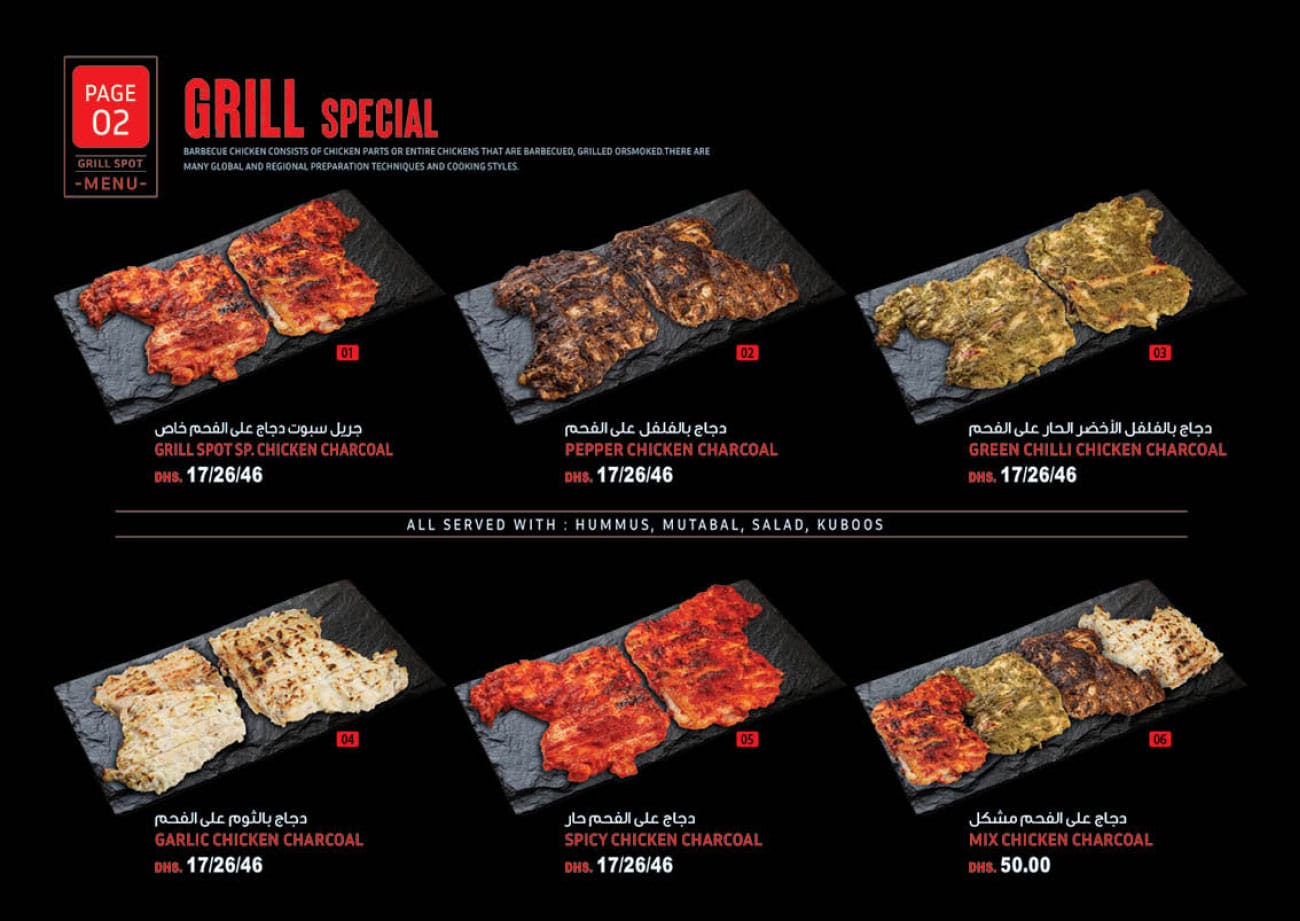 PAGE
02
GRILL SPOT
-MENU-
GRILL SPECIAL
BARBECUE CHICKEN CONSISTS OF CHICKEN PARTS OR ENTIRE CHICKENS THAT ARE BARBECUED, GRILLED ORSMOKED.THERE ARE
MANY GLOBAL AND REGIONAL PREPARATION TECHNIQUES AND COOKING STYLES.
01
جريل سبوت دجاج على الفحم خاص
GRILL SPOT SP. CHICKEN CHARCOAL
DHS. 17/26/46
02
دجاج بالفلفل على الفحم
PEPPER CHICKEN CHARCOAL
DHS. 17/26/46
03
دجاج بالفلفل الأخضر الحار على الفحم
GREEN CHILLI CHICKEN CHARCOAL
DHS. 17/26/46
ALL SERVED WITH : HUMMUS, MUTABAL, SALAD, KUBOOS
04
دجاج بالثوم على الفحم
GARLIC CHICKEN CHARCOAL
DHS. 17/26/46
05
دجاج على الفحم حار
SPICY CHICKEN CHARCOAL
DHS. 17/26/46
06
دجاج على الفحم مشكل
MIX CHICKEN CHARCOAL
DHS. 50.00